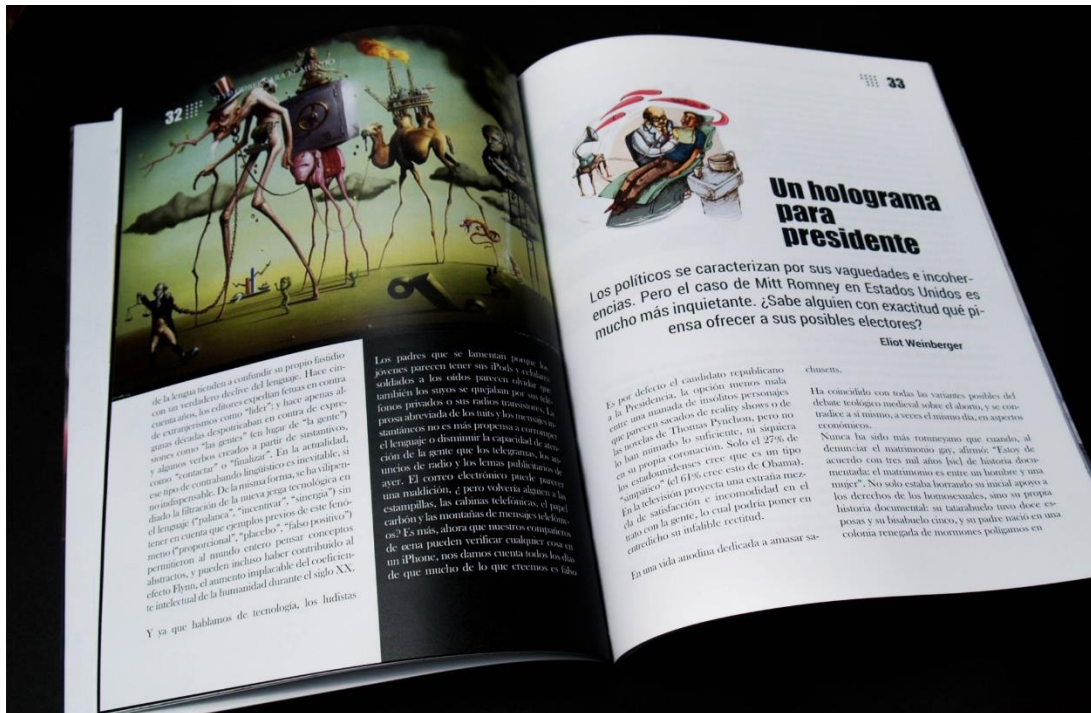 32
de la lengua tienden a confundir su propio fastidio
con un verdadero declive del lenguaje. Hace cin-
cuenta años, los editores expedían fetuas en contra
de extranjerismos como “líder”; y hace apenas al-
gunas décadas despotricaban en contra de expre-
siones como “las gentes” (en lugar de “la gente”)
y algunos verbos creados a partir de sustantivos,
como “contactar” o “finalizar”. En la actualidad,
ese tipo de contrabando lingüístico es inevitable, si
no indispensable. De la misma forma, se ha vilipen-
diado la filtración de la nueva jerga tecnológica en
el lenguaje (“palanca”, “incentiva”, “sinergia”) sin
tener en cuenta que ejemplos previos de este fenó-
meno (“proporcional”, “placebo”, “falso positivo”)
permitieron al mundo entero pensar conceptos
abstractos, y pueden incluso haber contribuido al
efecto Flynn, el aumento implacable del coeficien-
te intelectual de la humanidad durante el siglo XX.
Y ya que hablamos de tecnología, los ludistas
Los padres que se lamentan porque los
jóvenes parecen tener sus iPods y celulares
soldados a los oídos parecen olvidar que
también los suyos se quejaban por sus telé-
fonos privados o sus radios transistores. La
prosa abreviada de los tuits y los mensajes ins-
tantáneos no es más propensa a corromper
el lenguaje o disminuir la capacidad de aten-
ción de la gente que los telegramas, los anu-
ncios de radio y los lemas publicitarios de
ayer. El correo electrónico puede parecer
una maldición, ¿ pero volvería alguien a las
estampillas, las cabinas telefónicas, el papel
carbón y las montañas de mensajes telefóni-
cos? Es más, ahora que nuestros compañeros
de cena pueden verificar cualquier cosa en
un iPhone, nos damos cuenta todos los días
de que mucho de lo que creemos es falso
33
Un holograma
para
presidente
Los políticos se caracterizan por sus vaguedades e incoher-
encias. Pero el caso de Mitt Romney en Estados Unidos es
mucho más inquietante. ¿Sabe alguien con exactitud qué pi-
ensa ofrecer a sus posibles electores?
Eliot Weinberger
Es por defecto el candidato republicano
a la Presidencia, la opción menos mala
entre una manada de insólitos personajes
que parecen sacados de reality shows o de
las novelas de Thomas Pynchon, pero no
lo han mimado lo suficiente, ni siquiera
en su propia coronación. Solo el 27% de
los estadounidenses cree que es un tipo
“simpático” (el 61% cree esto de Obama).
En la televisión proyecta una extraña mez-
cla de satisfacción e incomodidad en el
trato con la gente, lo cual podría poner en
entredicho su infalible rectitud.
En una vida anodina dedicada a amasar sa-
chusetts.
Ha coincidido con todas las variantes posibles del
debate teológico medieval sobre el aborto, y se con-
tradice a sí mismo, a veces el mismo día, en aspectos
económicos.
Nunca ha sido más romneyano que cuando, al
denunciar el matrimonio gay, afirmó: “Estoy de
acuerdo con tres mil años [sic] de historia docu-
mentada: el matrimonio es entre un hombre y una
mujer”. No solo estaba borrando su inicial apoyo a
los derechos de los homosexuales, sino su propia
historia documental: su tatarabuelo tuvo doce es-
posas y su bisabuelo cinco, y su padre nació en una
colonia renegada de mormones polígamos en